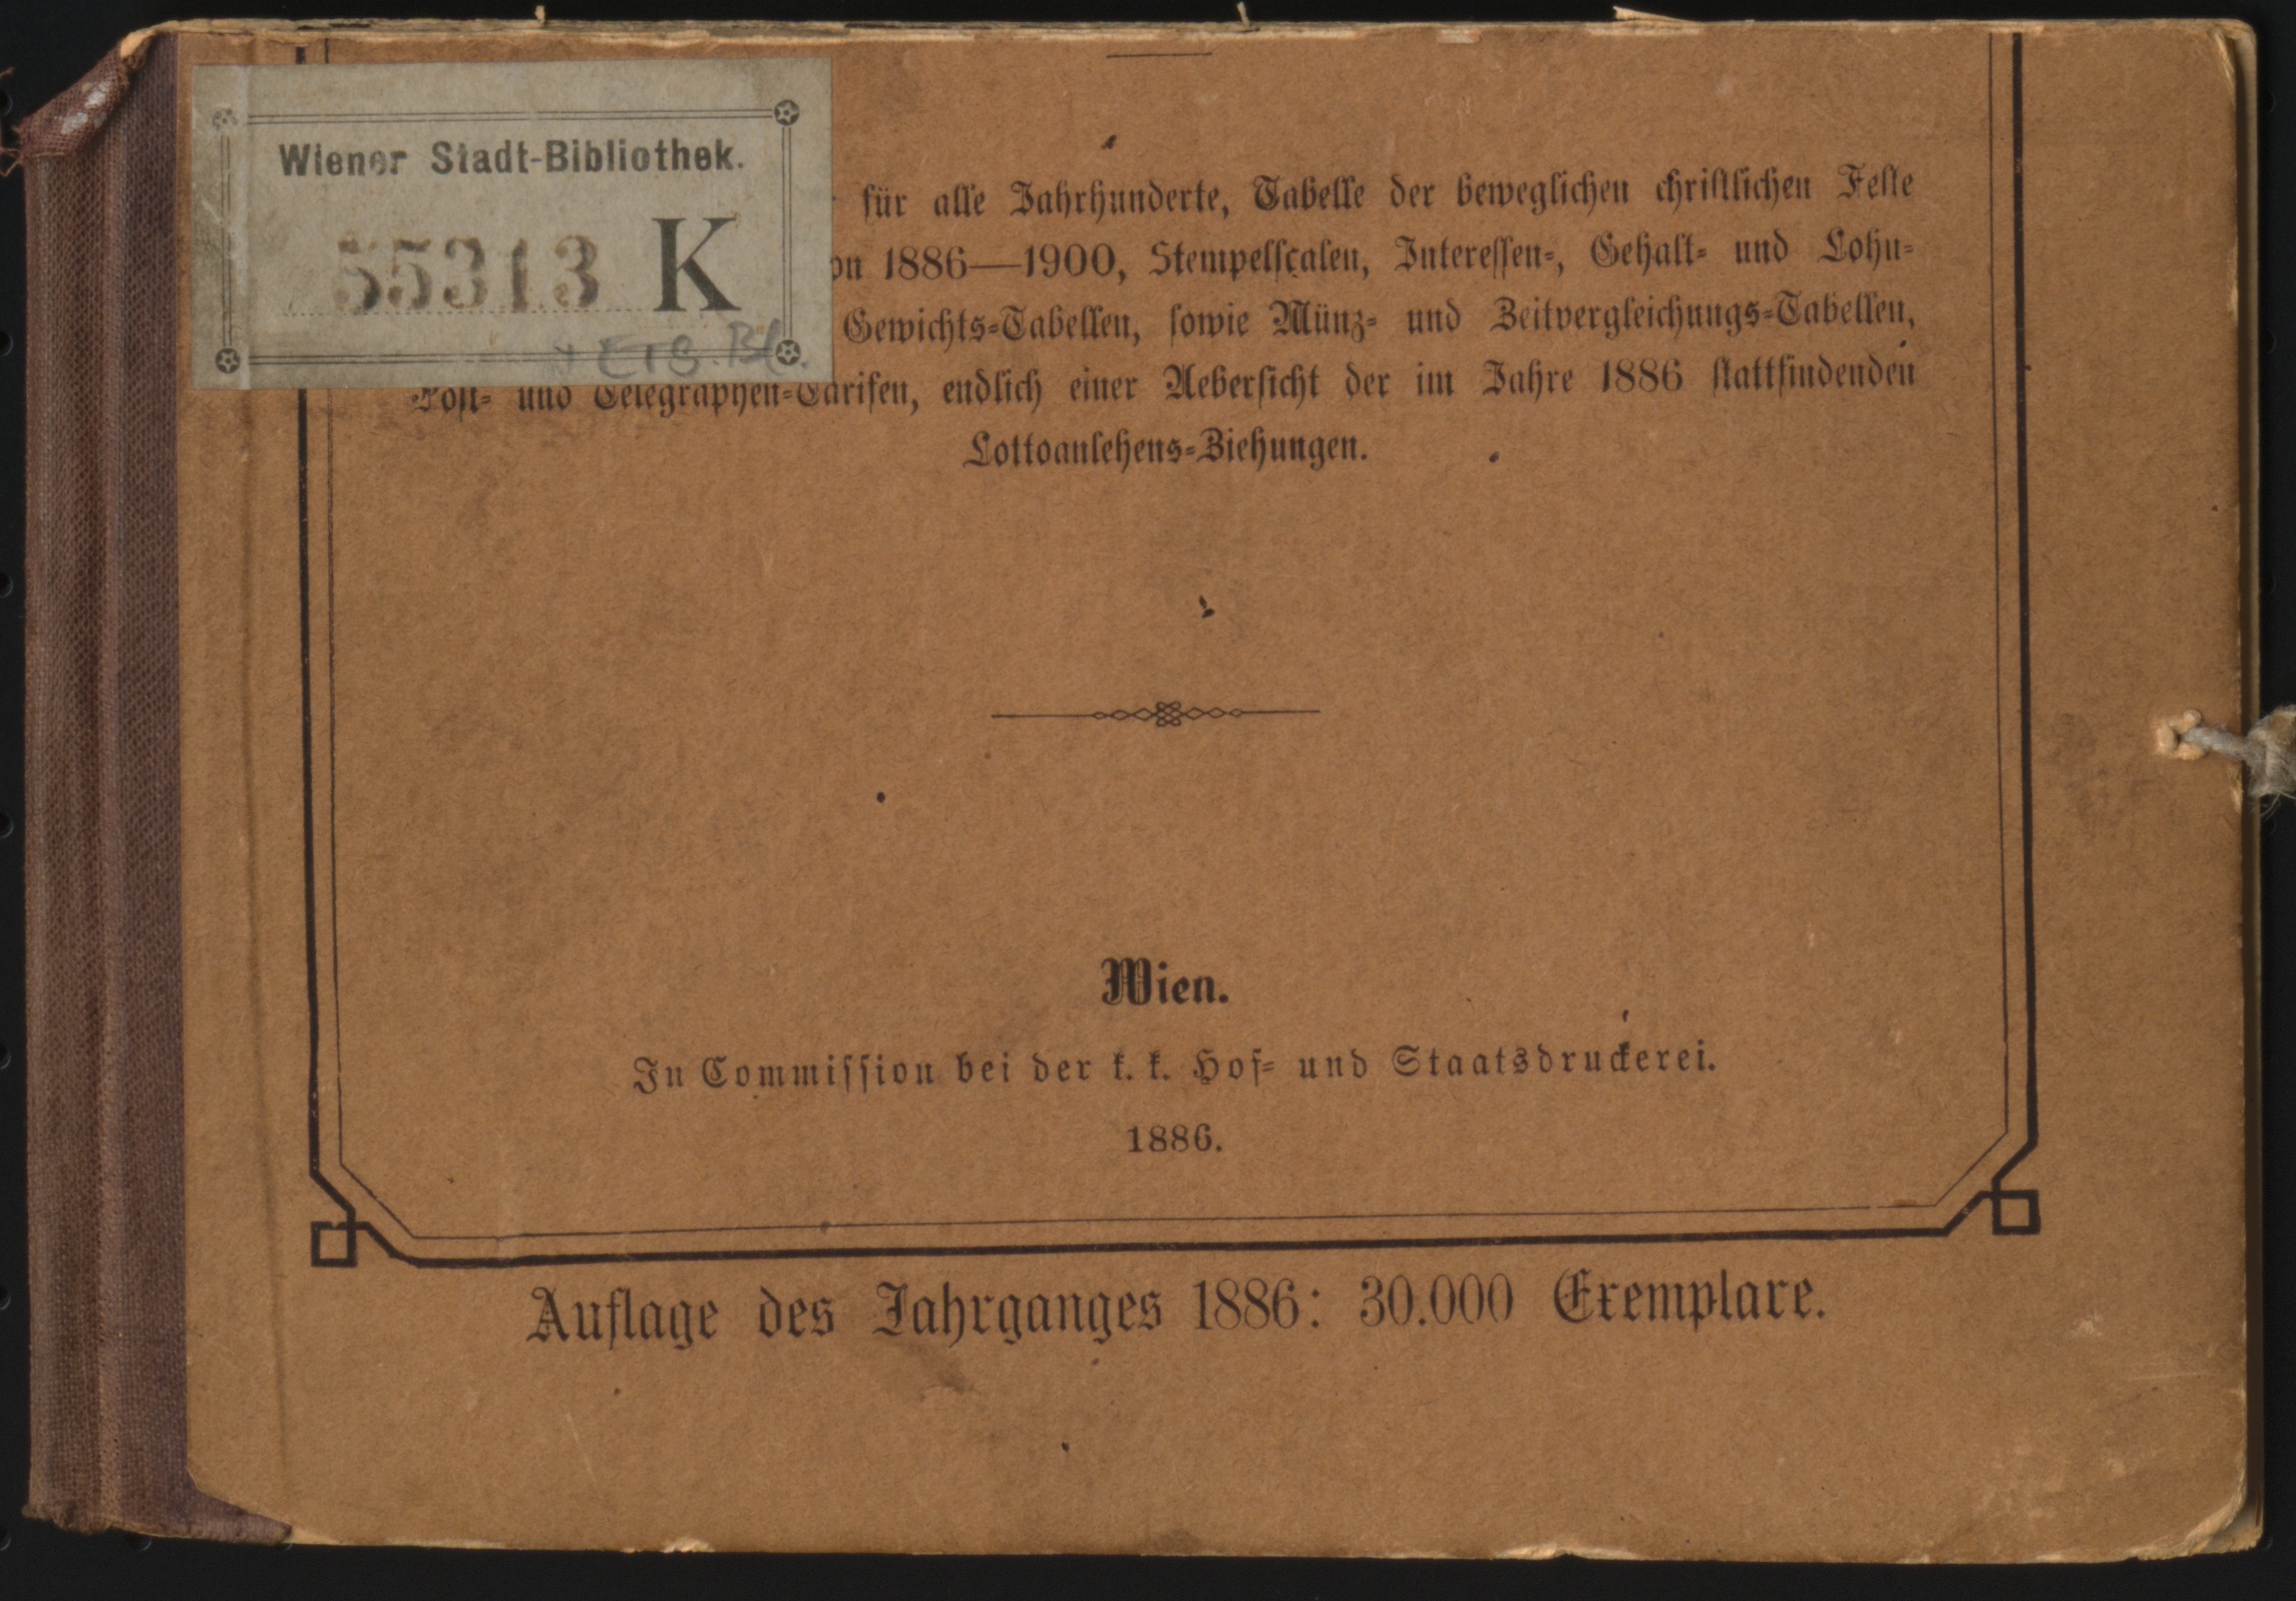 Wiener Stadt-Bibliothek.
55313 K
+ Erg. Bl.
für alle Jahrhunderte, Tabelle der beweglichen christlichen Feste
on 1886—1900, Stempelscalen, Interessen-, Gehalt- und Lohn-
Gewichts-Tabellen, sowie Münz- und Zeitvergleichungs-Tabellen,
Post- und Telegraphen-Tarifen, endlich einer Uebersicht der im Jahre 1886 stattfindenden
Lottoanlehens-Ziehungen.
Wien.
In Commission bei der k. k. Hof- und Staatsdruckerei.
1886.
Auflage des Jahrganges 1886: 30.000 Exemplare.